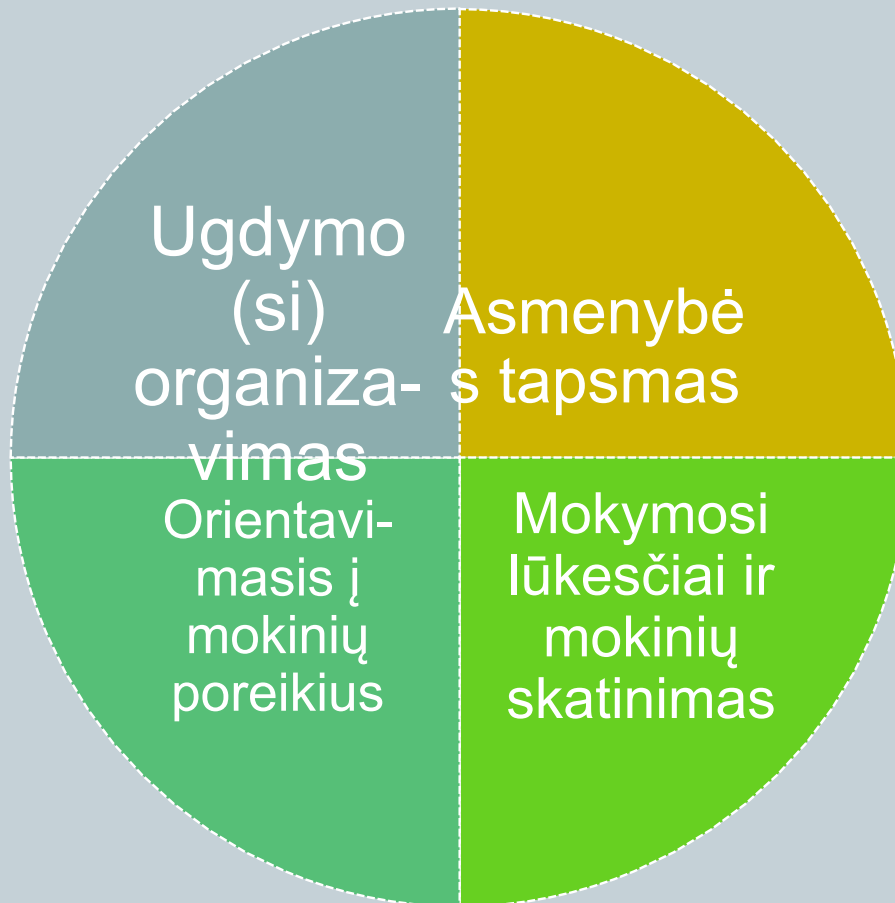 Ugdymo
(si)
organiza-
vimas
Asmenybė
s tapsmas
Orientavi-
masis į
mokinių
poreikius
Mokymosi
lūkesčiai ir
mokinių
skatinimas